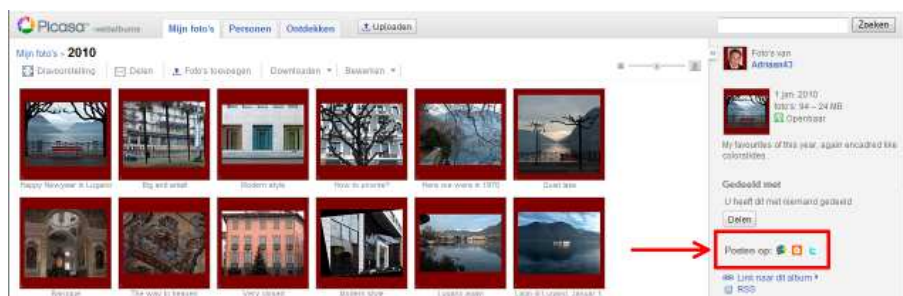 Picasa webalbums
Mijn foto's
Personen
Ontdekken
Uploaden
Zoeken
Mijn foto's > 2010
Diavoorstelling
Delen
Foto's toevoegen
Downloaden
Bewerken
Happy Newyear in Lugano
Big and small
Modern style
How to prunne?
Here we were in 1970
Quiet lake
Baroque
The way to heaven
Very closed
Modern style
Lugano water
Foto's van
Adriaan43
1 jan. 2010
foto's: 94 – 24 MB
Openbaar
My favourites of this year, again encadred like
colorslides.
Gedeeld met
U heeft dit met niemand gedeeld
Delen
Posten op:
Link naar dit album
RSS